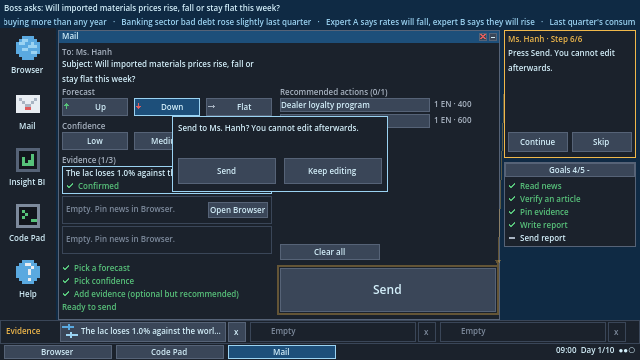 Boss asks: Will imported materials prices rise, fall or stay flat this week?
buying more than any year · Banking sector bad debt rose slightly last quarter · Expert A says rates will fall, expert B says they will rise · Last quarter's consum
Browser
Mail
Insight BI
Code Pad
Help
Mail
To: Ms. Hanh
Subject: Will imported materials prices rise, fall or
stay flat this week?
Forecast
Up
Down
Flat
Confidence
Low
Evidence (1/3)
The lac loses 1.0% against th
Confirmed
Empty. Pin news in Browser.
Open Browser
Empty. Pin news in Browser.
Pick a forecast
Pick confidence
Add evidence (optional but recommended)
Ready to send
Recommended actions (0/1)
Dealer loyalty program
1 EN · 400
1 EN · 600
Clear all
Send
Send to Ms. Hanh? You cannot edit afterwards.
Send
Keep editing
Ms. Hanh · Step 6/6
Press Send. You cannot edit
afterwards.
Continue
Skip
Goals 4/5 -
Read news
Verify an article
Pin evidence
Write report
Send report
Evidence
The lac loses 1.0% against the worl...
x
Empty
x
Empty
x
Browser
Code Pad
Mail
09:00 Day 1/10